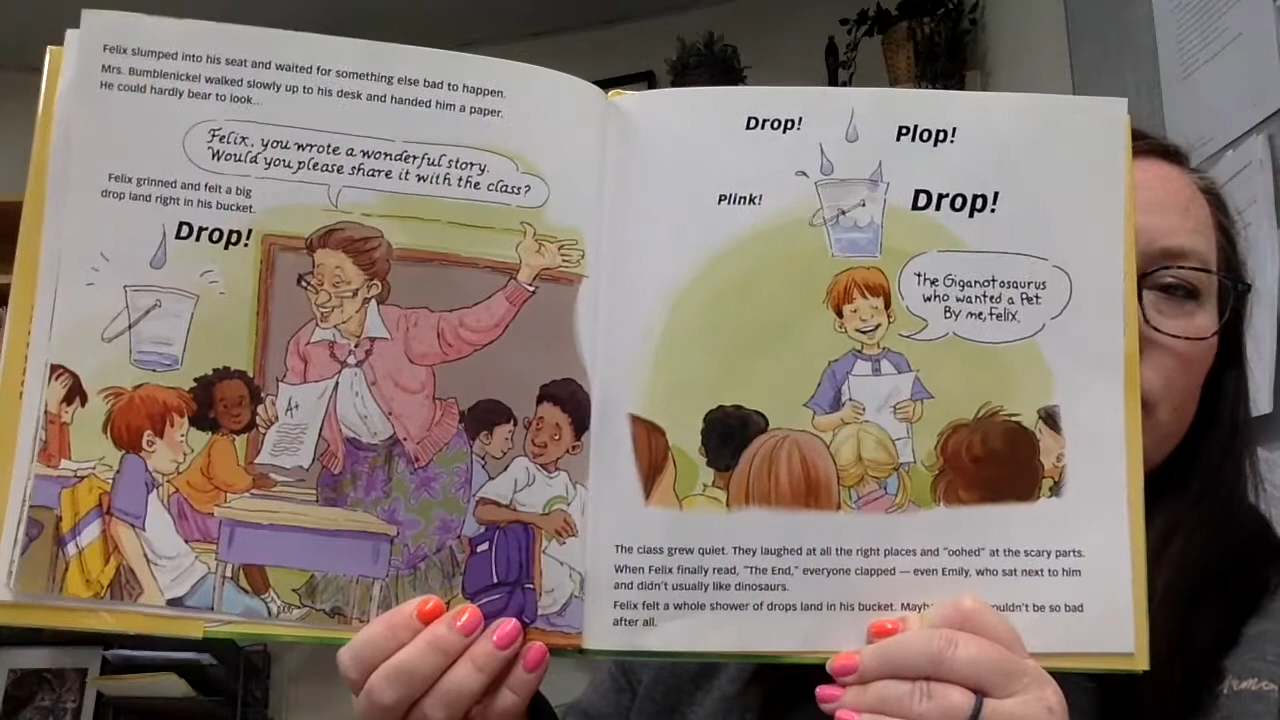 Felix slumped into his seat and waited for something else bad to happen.
Mrs. Bumblenickel walked slowly up to his desk and handed him a paper.
He could hardly bear to look...
Felix, you wrote a wonderful story.
Would you please share it with the class?
Felix grinned and felt a big
drop land right in his bucket.
Drop!
A+
Drop!
Plop!
Plink!
Drop!
The Giganotosaurus
who wanted a Pet
By me, Felix.
The class grew quiet. They laughed at all the right places and "oohed" at the scary parts.
When Felix finally read, "The End," everyone clapped — even Emily, who sat next to him
and didn't usually like dinosaurs.
Felix felt a whole shower of drops land in his bucket. be so bad
after all.